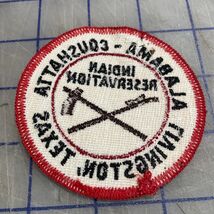 ALABAMA - COUSHATTA
INDIAN
RESERVATION
LIVINGSTON, TEXAS